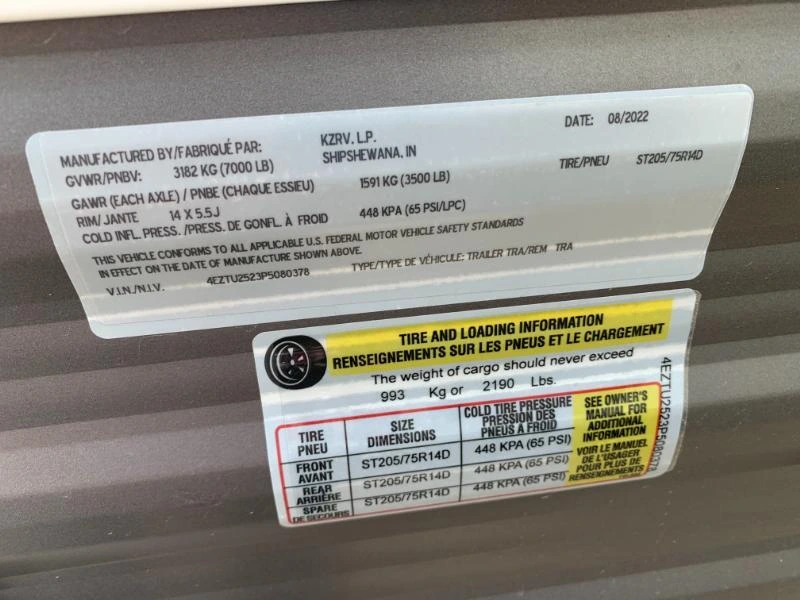 MANUFACTURED BY/FABRIQUÉ PAR: KZRV, L.P. DATE: 08/2022
SHIPSHEWANA, IN
GVWR/PNBV: 3182 KG (7000 LB)
GAWR (EACH AXLE) / PNBE (CHAQUE ESSIEU) 1591 KG (3500 LB) TIRE/PNEU ST205/75R14D
RIM/ JANTE 14 X 5.5J
COLD INFL. PRESS. /PRESS. DE GONFL. À FROID 448 KPA (65 PSI/LPC)
THIS VEHICLE CONFORMS TO ALL APPLICABLE U.S. FEDERAL MOTOR VEHICLE SAFETY STANDARDS
IN EFFECT ON THE DATE OF MANUFACTURE SHOWN ABOVE.
V.I.N./N.I.V. 4EZTU2523P5080378 TYPE/TYPE DE VÉHICULE: TRAILER TRA/REM TRA
TIRE AND LOADING INFORMATION
RENSEIGNEMENTS SUR LES PNEUS ET LE CHARGEMENT
The weight of cargo should never exceed
993 Kg or 2190 Lbs.
TIRE
PNEU
SIZE
DIMENSIONS
COLD TIRE PRESSURE
PRESSION DES
PNEUS A FROID
FRONT
AVANT
ST205/75R14D
448 KPA (65 PSI)
REAR
ARRIÈRE
ST205/75R14D
448 KPA (65 PSI)
SPARE
DE SECOURS
ST205/75R14D
448 KPA (65 PSI)
SEE OWNER'S
MANUAL FOR
ADDITIONAL
INFORMATION
VOIR LE MANUEL
DE L'USAGER
POUR PLUS DE
RENSEIGNEMENTS
4EZTU2523P5080378